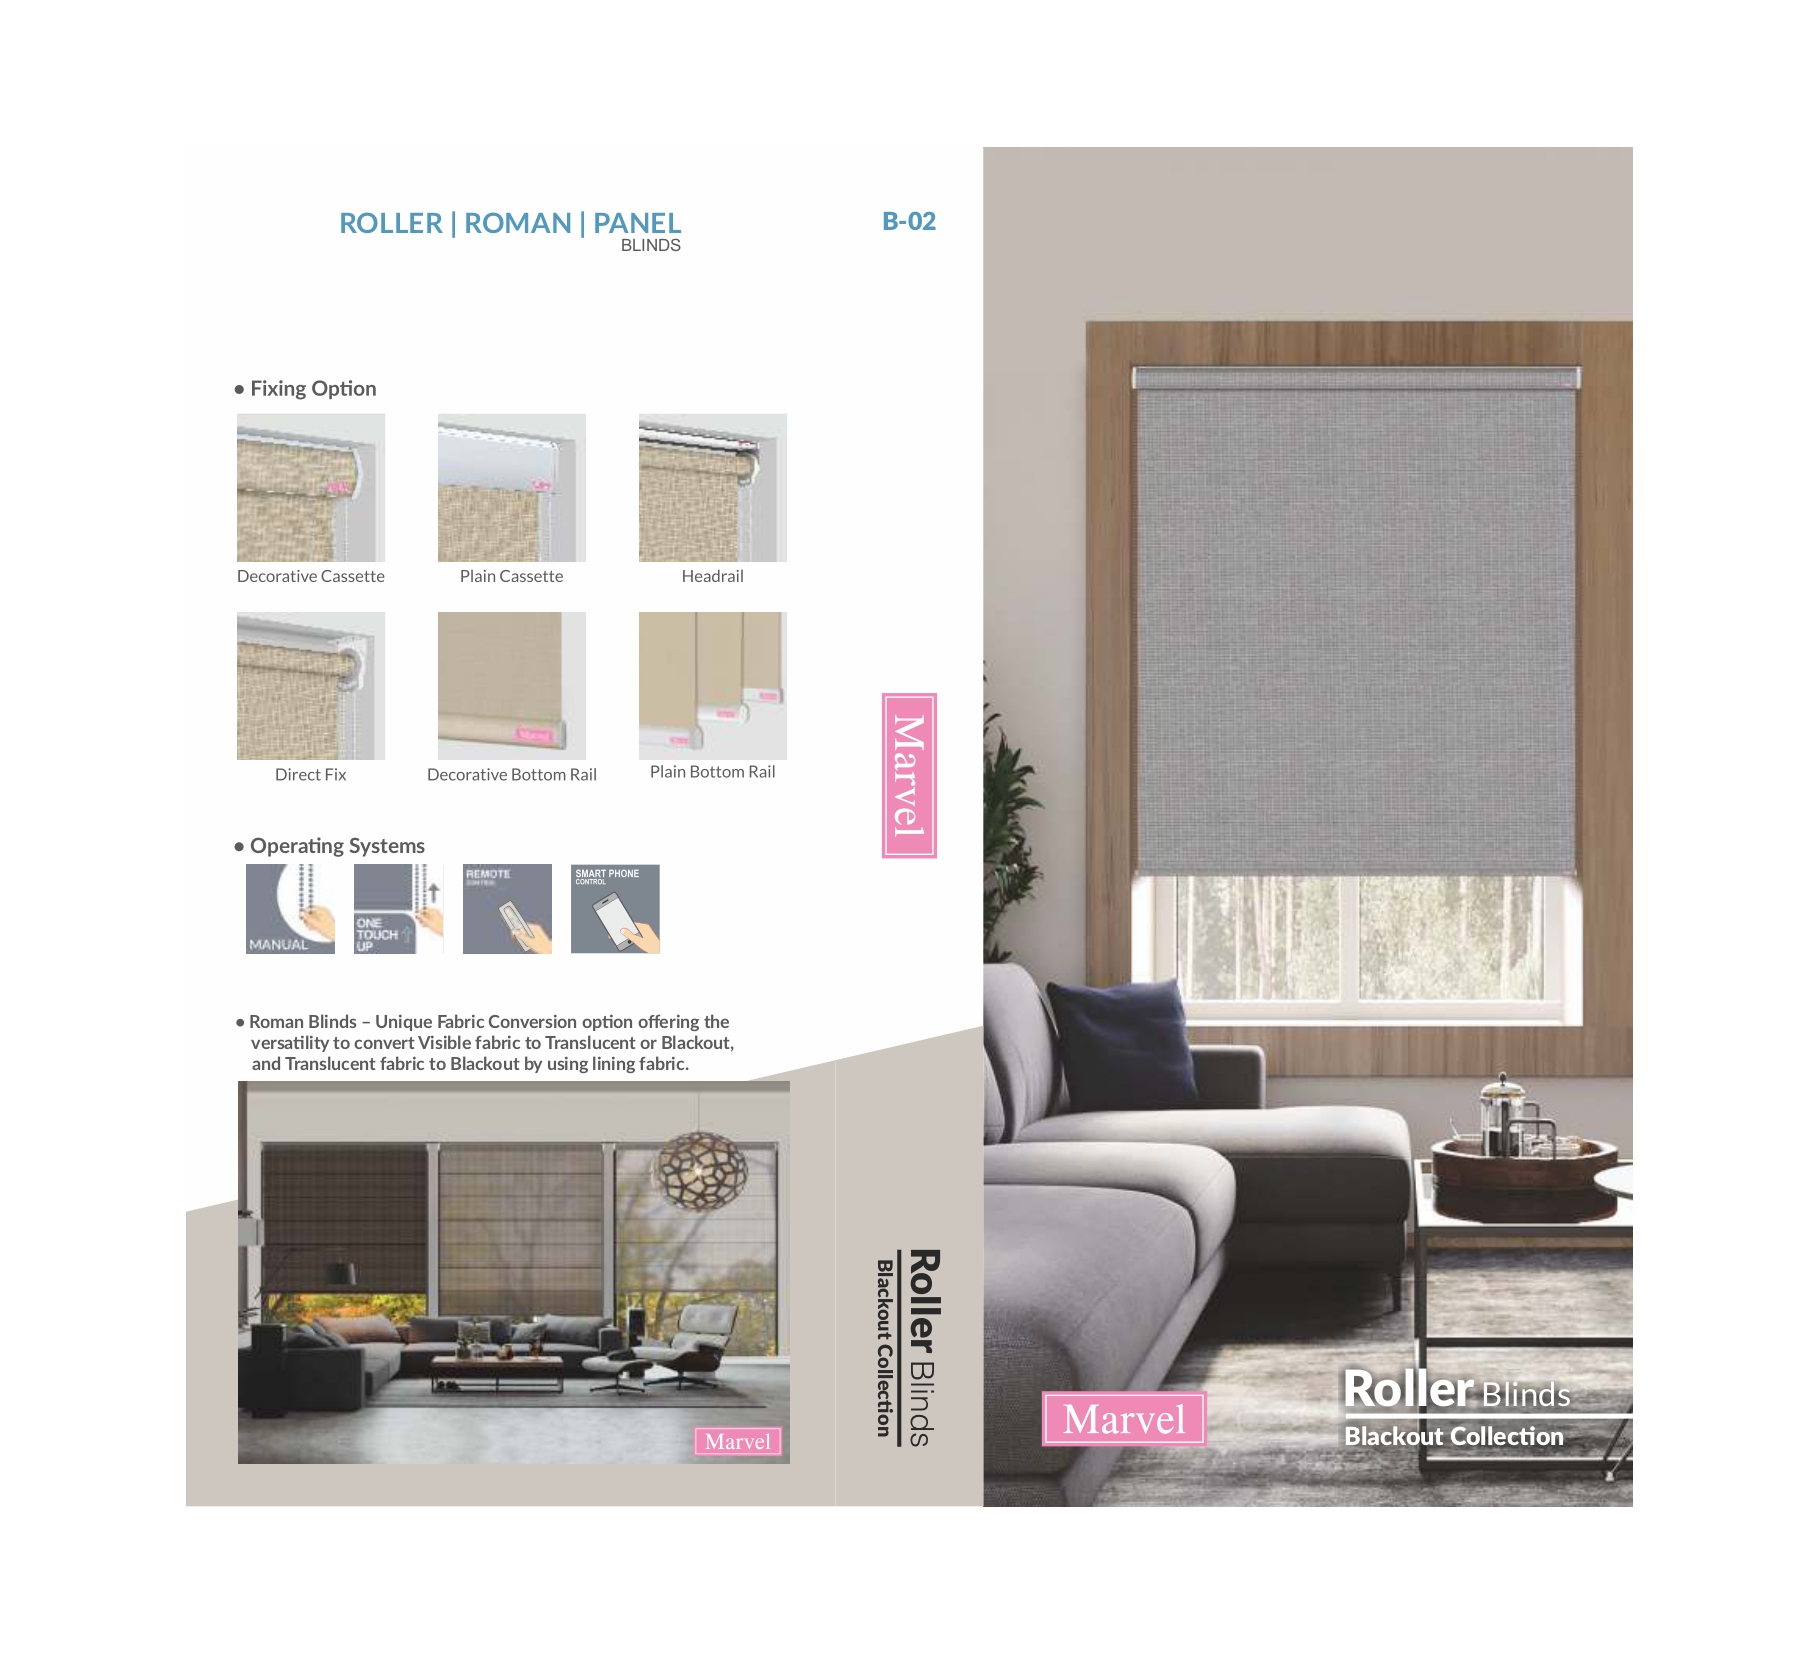 ROLLER | ROMAN | PANEL
BLINDS
B-02
• Fixing Option
Decorative Cassette
Plain Cassette
Headrail
Direct Fix
Decorative Bottom Rail
Plain Bottom Rail
Marvel
• Operating Systems
MANUAL
ONE
TOUCH
UP
REMOTE
CONTROL
SMART PHONE
CONTROL
• Roman Blinds – Unique Fabric Conversion option offering the
versatility to convert Visible fabric to Translucent or Blackout,
and Translucent fabric to Blackout by using lining fabric.
Marvel
Marvel
Roller Blinds
Blackout Collection
Marvel
Roller Blinds
Blackout Collection